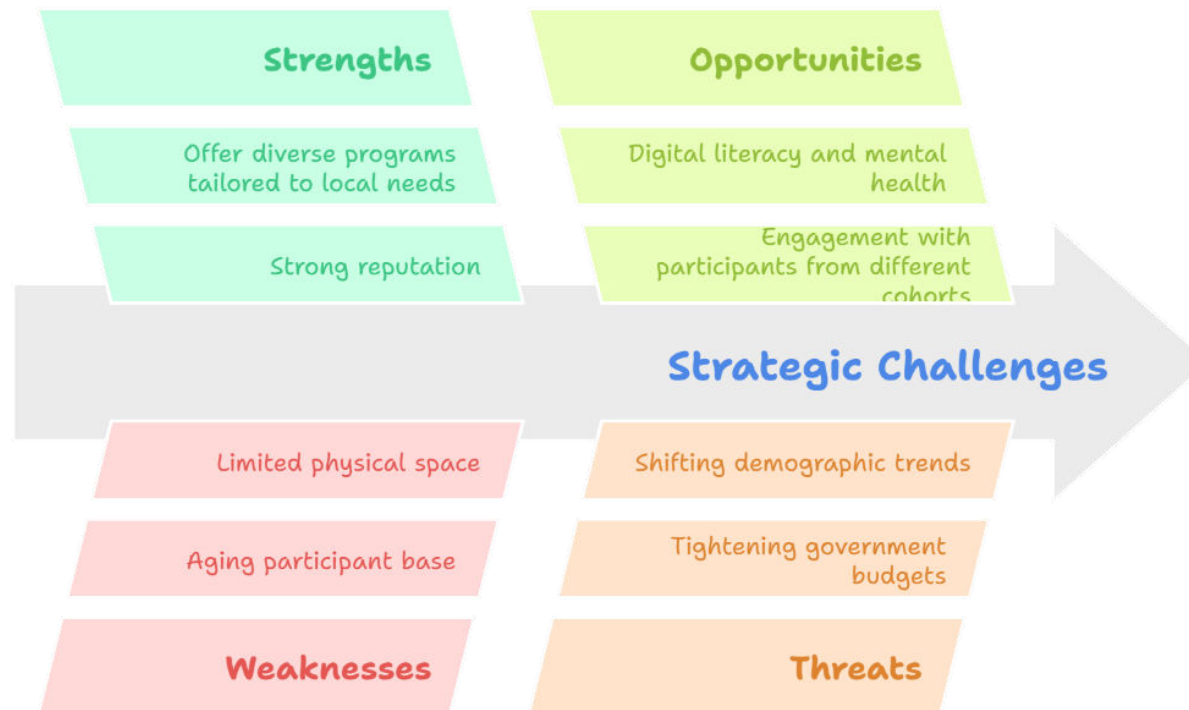 Strengths
Offer diverse programs
tailored to local needs
Strong reputation
Opportunities
Digital literacy and mental
health
Engagement with
participants from different
cohorts
Strategic Challenges
Limited physical space
Aging participant base
Weaknesses
Shifting demographic trends
Tightening government
budgets
Threats